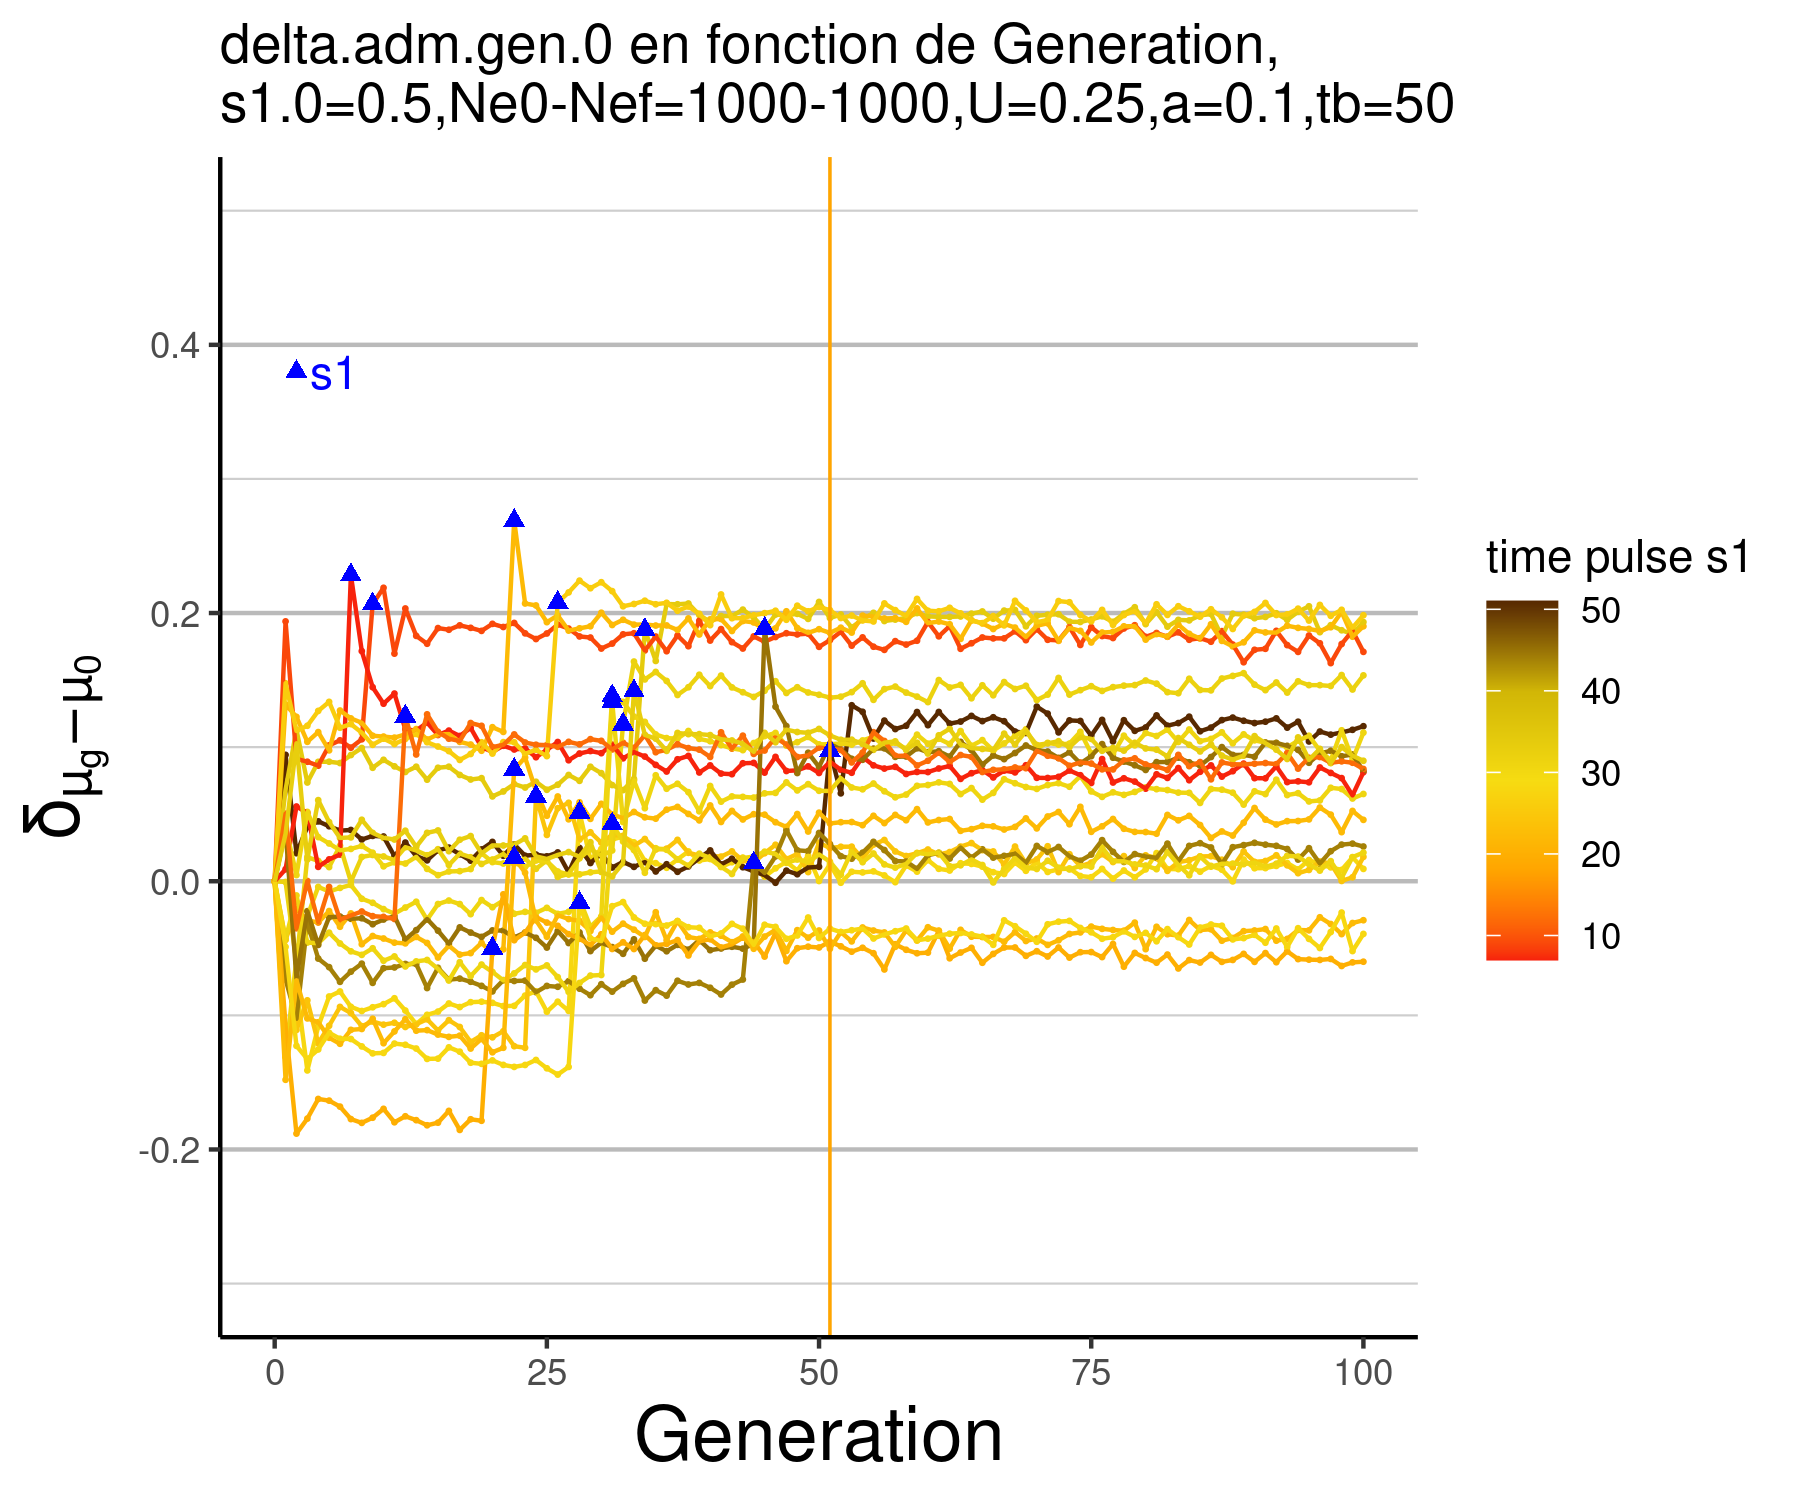 delta.adm.gen.0 en fonction de Generation,
s1.0=0.5,Ne0-Nef=1000-1000,U=0.25,a=0.1,tb=50
δμg−μ0
0.4
0.2
0.0
-0.2
s1
0
25
50
75
100
Generation
time pulse s1
50
40
30
20
10